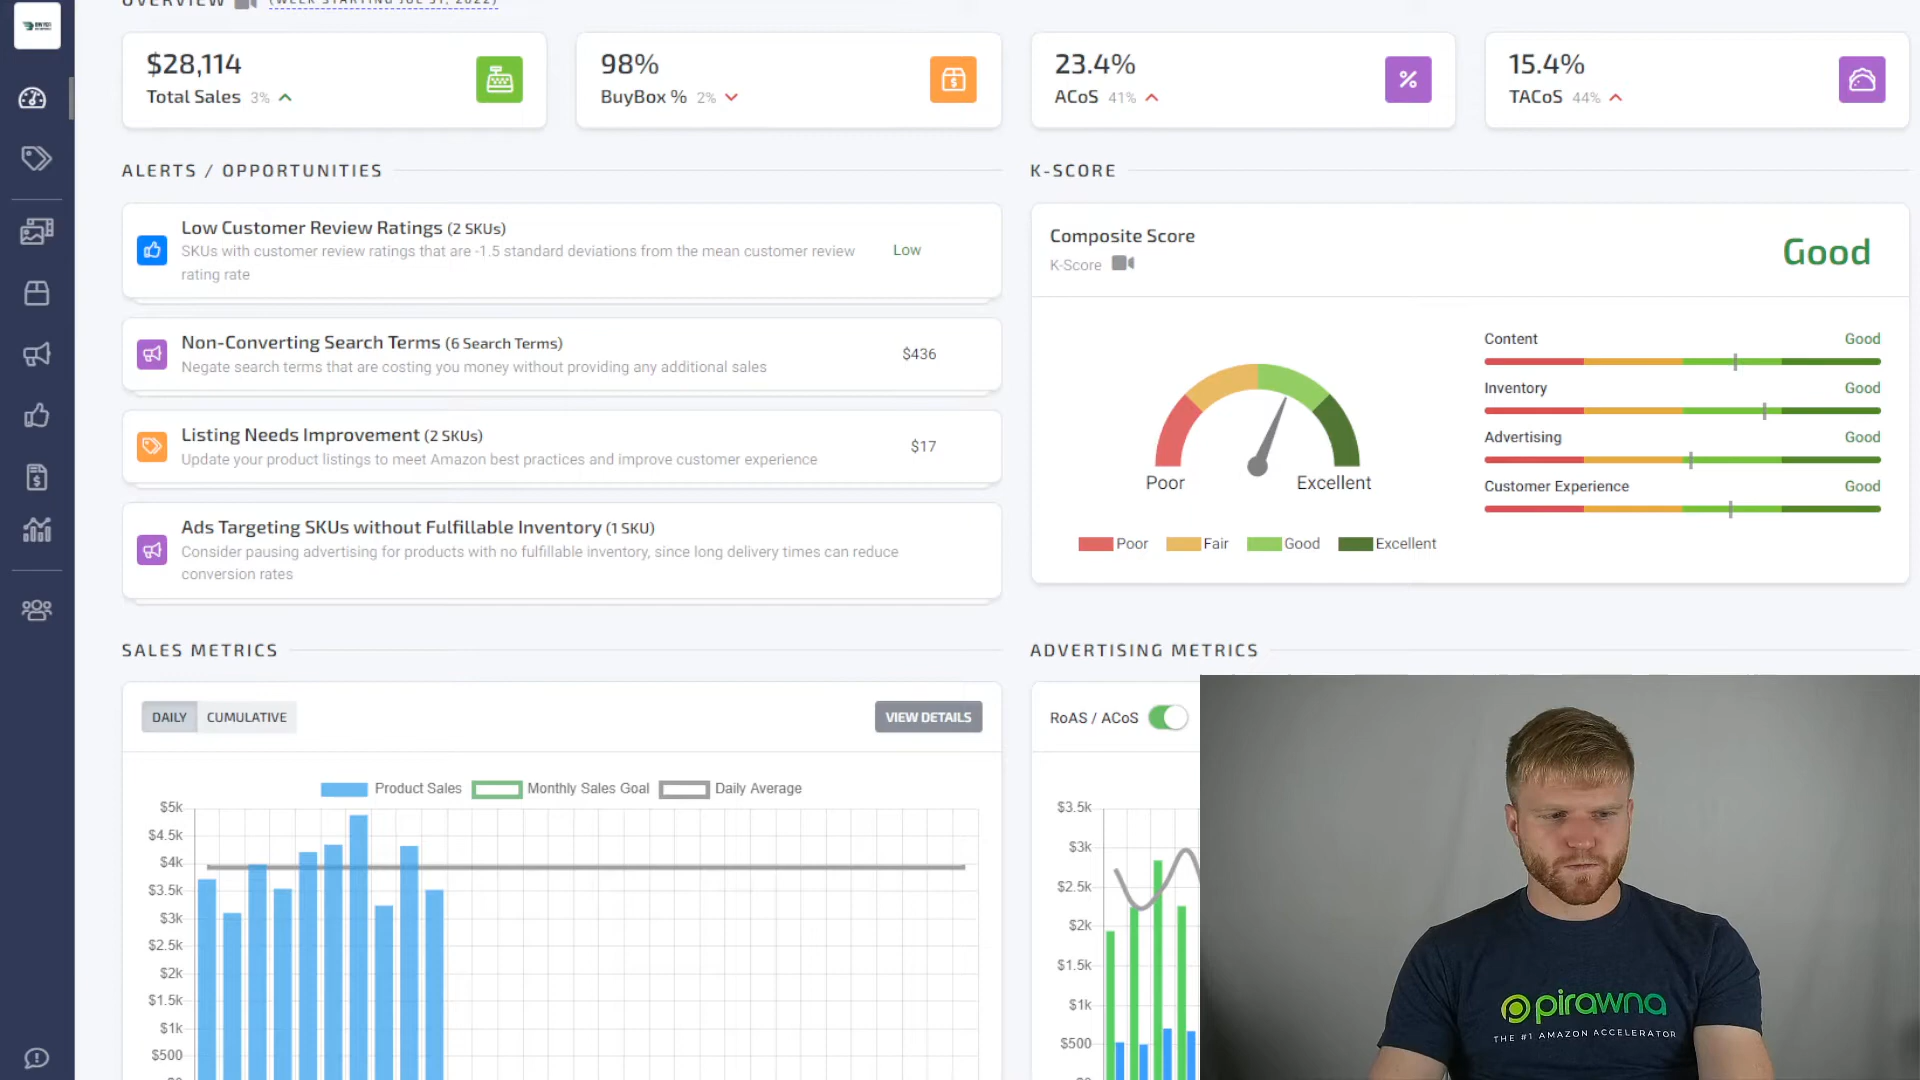 OVERVIEW (WEEK STARTING JUL 31, 2022)
$28,114
Total Sales 3%
98%
BuyBox % 2%
23.4%
ACoS 41%
15.4%
TACoS 44%
ALERTS / OPPORTUNITIES
Low Customer Review Ratings (2 SKUs)
SKUs with customer review ratings that are -1.5 standard deviations from the mean customer review
rating rate
Low
Non-Converting Search Terms (6 Search Terms)
Negate search terms that are costing you money without providing any additional sales
$436
Listing Needs Improvement (2 SKUs)
Update your product listings to meet Amazon best practices and improve customer experience
$17
Ads Targeting SKUs without Fulfillable Inventory (1 SKU)
Consider pausing advertising for products with no fulfillable inventory, since long delivery times can reduce
conversion rates
K-SCORE
Composite Score
K-Score
Good
Poor
Excellent
Poor Fair Good Excellent
Content Good
Inventory Good
Advertising Good
Customer Experience Good
SALES METRICS
DAILY CUMULATIVE
VIEW DETAILS
Product Sales Monthly Sales Goal Daily Average
$5k
$4.5k
$4k
$3.5k
$3k
$2.5k
$2k
$1.5k
$1k
$500
ADVERTISING METRICS
RoAS / ACoS
$3.5k
$3k
$2.5k
$2k
$1.5k
$1k
$500
pirawna
THE #1 AMAZON ACCELERATOR